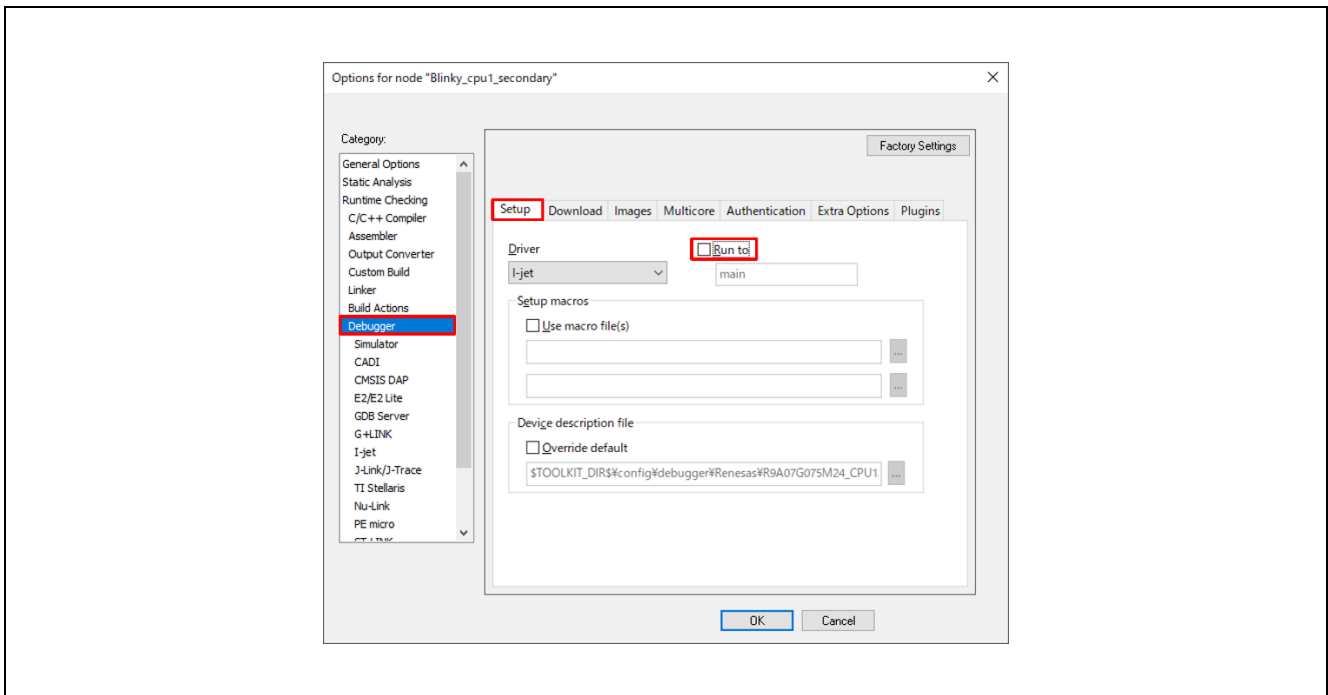 Options for node "Blinky_cpu1_secondary"
Category:
General Options
Static Analysis
Runtime Checking
C/C++ Compiler
Assembler
Output Converter
Custom Build
Linker
Build Actions
Debugger
Simulator
CADI
CMSIS DAP
E2/E2 Lite
GDB Server
G+LINK
I-jet
J-Link/J-Trace
TI Stellaris
Nu-Link
PE micro
ST-LINK
Factory Settings
Setup Download Images Multicore Authentication Extra Options Plugins
Driver
Run to
I-jet
main
Setup macros
Use macro file(s)
...
...
Device description file
Override default
$TOOLKIT_DIR$¥config¥debugger¥Renesas¥R9A07G075M24_CPU1.
...
OK Cancel